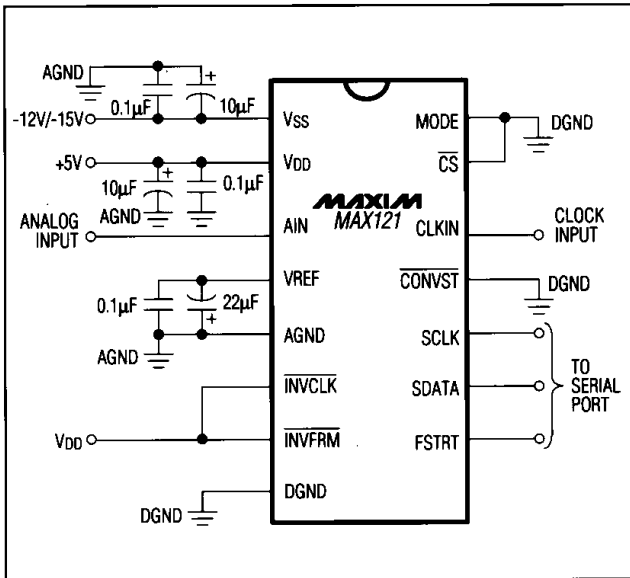 AGND
0.1µF
+
10µF
-12V/-15V
VSS
MODE
DGND
+5V
VDD
CS
10µF
+
0.1µF
AGND
MAXIM
MAX121
ANALOG
INPUT
AIN
CLKIN
CLOCK
INPUT
VREF
CONVST
DGND
0.1µF
22µF
+
AGND
AGND
SCLK
INVCLK
SDATA
TO
SERIAL
PORT
VDD
INVFRM
FSTRT
DGND
DGND